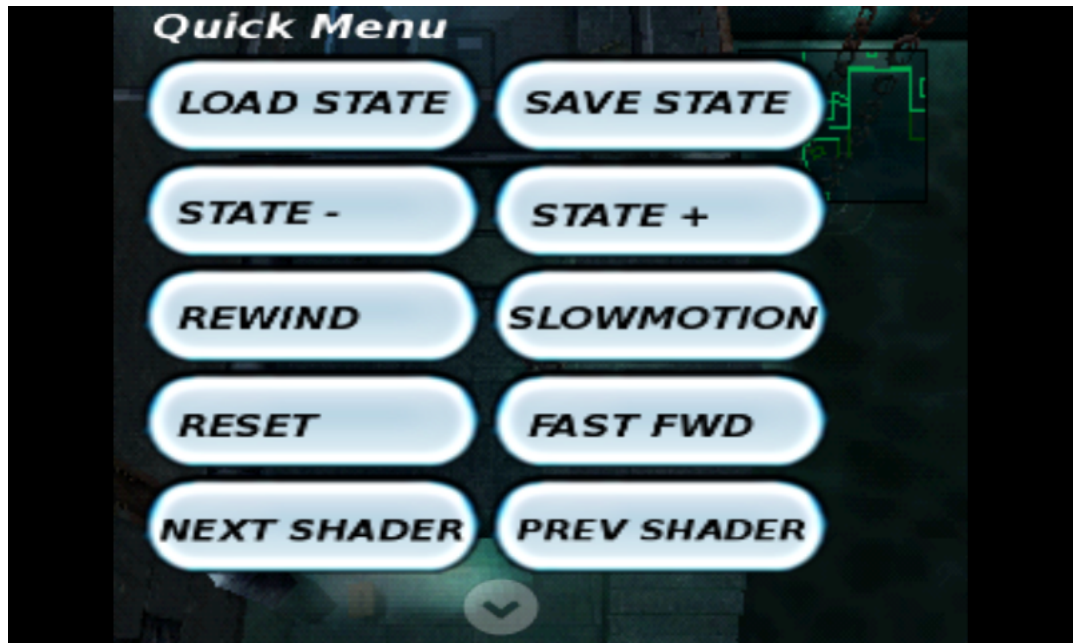 Quick Menu
LOAD STATE
SAVE STATE
STATE -
STATE +
REWIND
SLOWMOTION
RESET
FAST FWD
NEXT SHADER
PREV SHADER